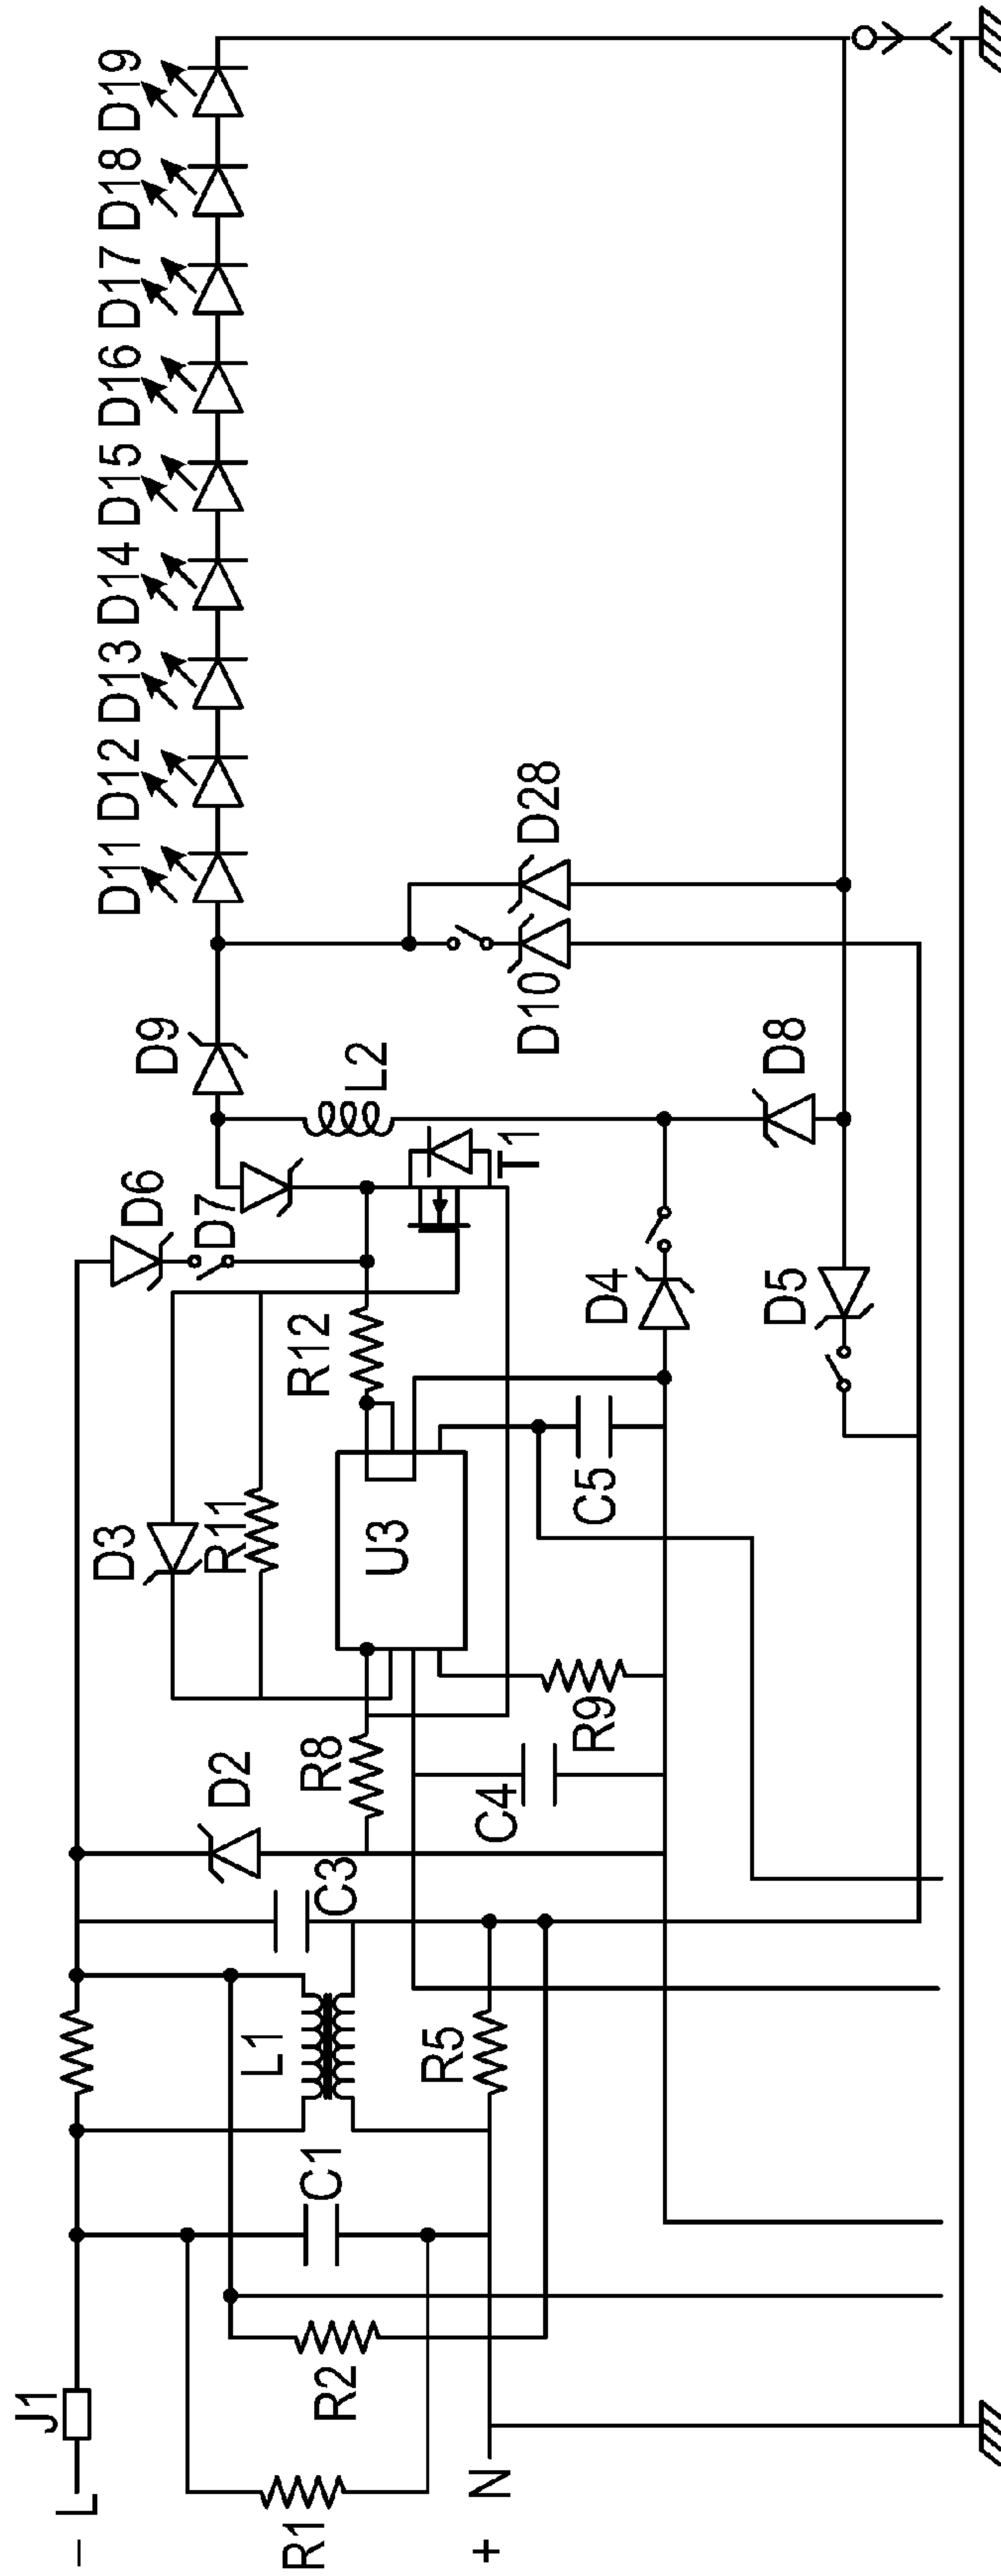 D11
D12
D13
D14
D15
D16
D17
D18
D19
D9
D6
D7
L2
T1
D28
D10
D8
D4
D5
R12
D3
R11
U3
C5
D2
R8
R9
C4
C3
L1
R5
C1
J1
– L
R2
R1
+ N